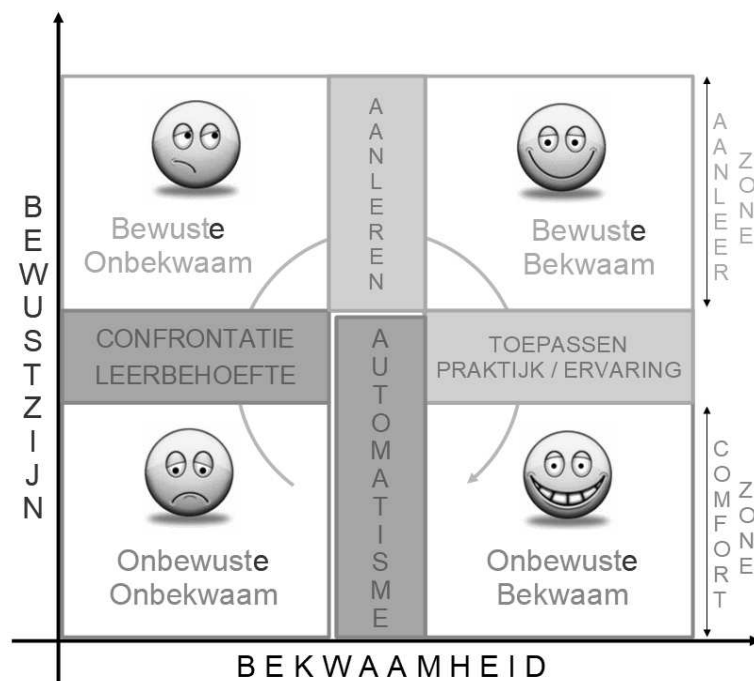 BEWUSTZIJN
Bewuste
Onbekwaam
AANLEREN
Bewuste
Bekwaam
AANLEER
ZONE
CONFRONTATIE
LEERBEHOEFTE
AUTOMATISME
TOEPASSEN
PRAKTIJK / ERVARING
Onbewuste
Onbekwaam
Onbewuste
Bekwaam
COMFORT
ZONE
BEKWAAMHEID